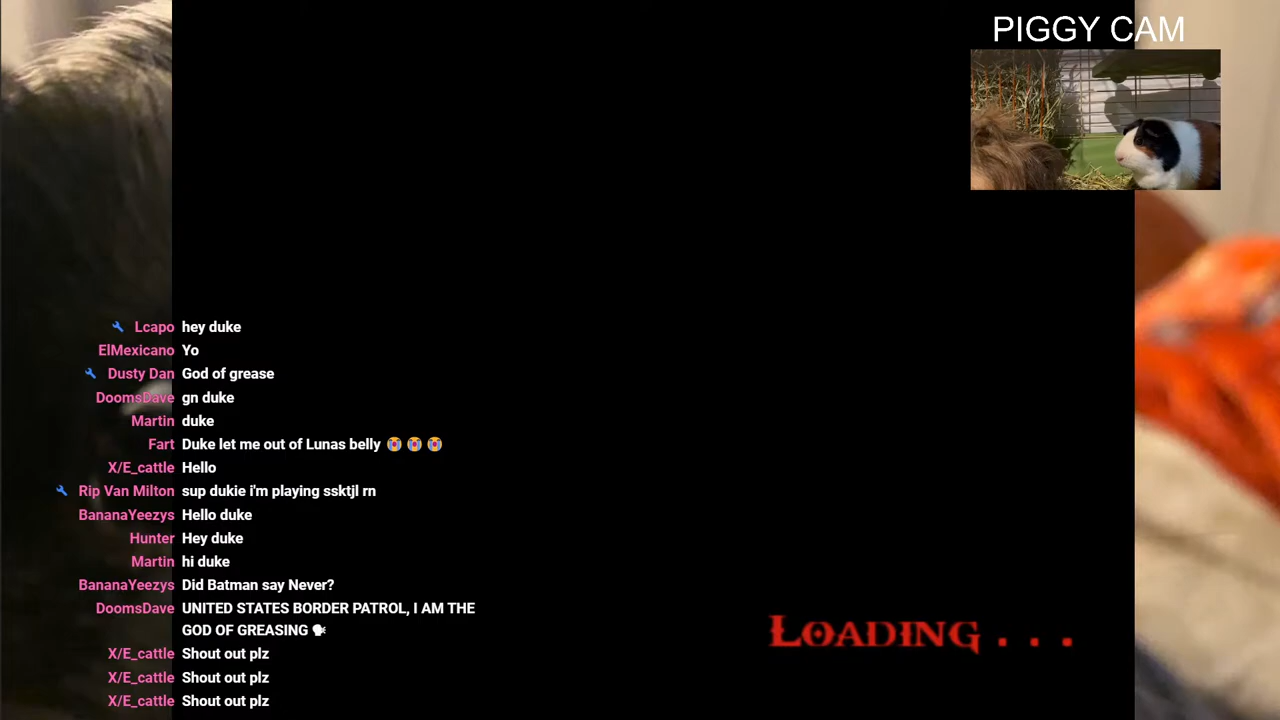 PIGGY CAM
Lcapo hey duke
ElMexicano Yo
Dusty Dan God of grease
DoomsDave gn duke
Martin duke
Fart Duke let me out of Lunas belly 😭 😭 😭
X/E_cattle Hello
Rip Van Milton sup dukie i'm playing ssktjl rn
BananaYeezys Hello duke
Hunter Hey duke
Martin hi duke
BananaYeezys Did Batman say Never?
DoomsDave UNITED STATES BORDER PATROL, I AM THE
GOD OF GREASING 🗣
X/E_cattle Shout out plz
X/E_cattle Shout out plz
X/E_cattle Shout out plz
Loading . . .